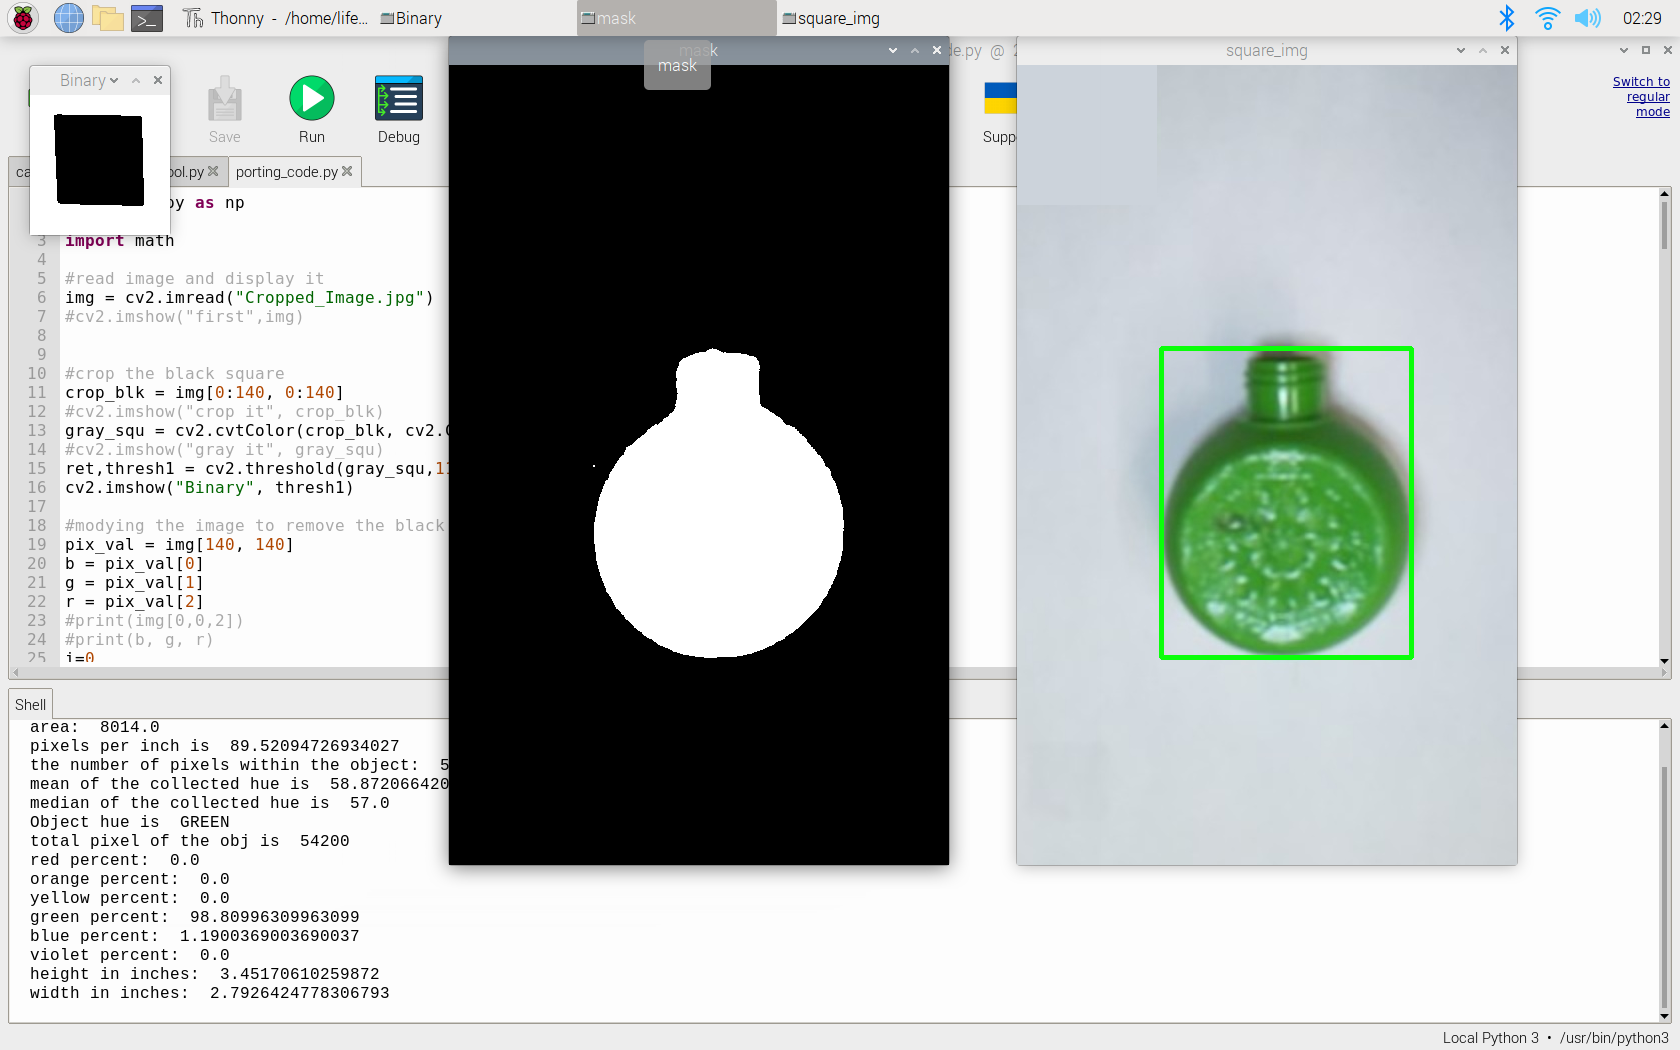 Thonny - /home/life...
Binary
mask
square_img
02:29
mask
mask
de.py @
square_img
Binary
Save
Run
Debug
Supp
Switch to
regular
mode
ca
ool.py
porting_code.py
py as np
3 import math
4
5 #read image and display it
6 img = cv2.imread("Cropped_Image.jpg")
7 #cv2.imshow("first",img)
8
9
10 #crop the black square
11 crop_blk = img[0:140, 0:140]
12 #cv2.imshow("crop it", crop_blk)
13 gray_squ = cv2.cvtColor(crop_blk, cv2.
14 #cv2.imshow("gray it", gray_squ)
15 ret,thresh1 = cv2.threshold(gray_squ,1
16 cv2.imshow("Binary", thresh1)
17
18 #modying the image to remove the black
19 pix_val = img[140, 140]
20 b = pix_val[0]
21 g = pix_val[1]
22 r = pix_val[2]
23 #print(img[0,0,2])
24 #print(b, g, r)
25 i=0
Shell
area:  8014.0
pixels per inch is  89.52094726934027
the number of pixels within the object:  5
mean of the collected hue is  58.872066420
median of the collected hue is  57.0
Object hue is  GREEN
total pixel of the obj is  54200
red percent:  0.0
orange percent:  0.0
yellow percent:  0.0
green percent:  98.80996309963099
blue percent:  1.1900369003690037
violet percent:  0.0
height in inches:  3.45170610259872
width in inches:  2.7926424778306793
Local Python 3 • /usr/bin/python3